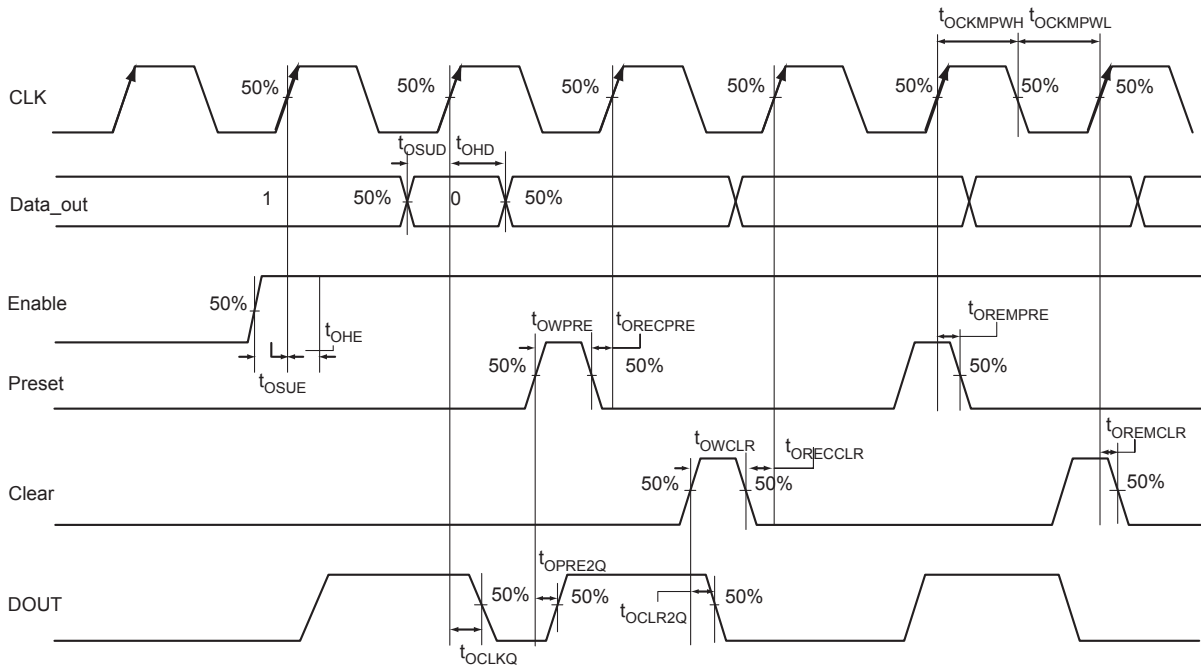 tOCKMPWH tOCKMPWL
CLK 50% 50% 50% 50% 50% 50% 50%
tOSUD tOHD
Data_out 1 50% 0 50%
Enable 50%
tOHE tOWPRE tORECPRE tOREMPRE
Preset tOSUE 50% 50% 50%
tOWCLR tORECCLR tOREMCLR
Clear 50% 50% 50%
tOPRE2Q
DOUT 50% 50% tOCLR2Q 50%
tOCLKQ